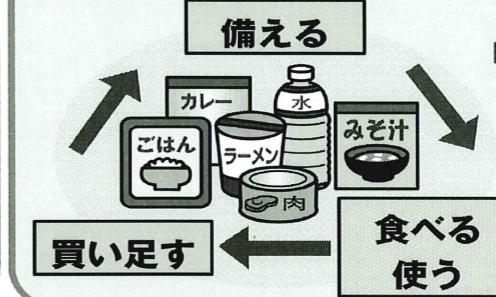 備える
カレー
水
ごはん
ラーメン
みそ汁
肉
買い足す
食べる
使う